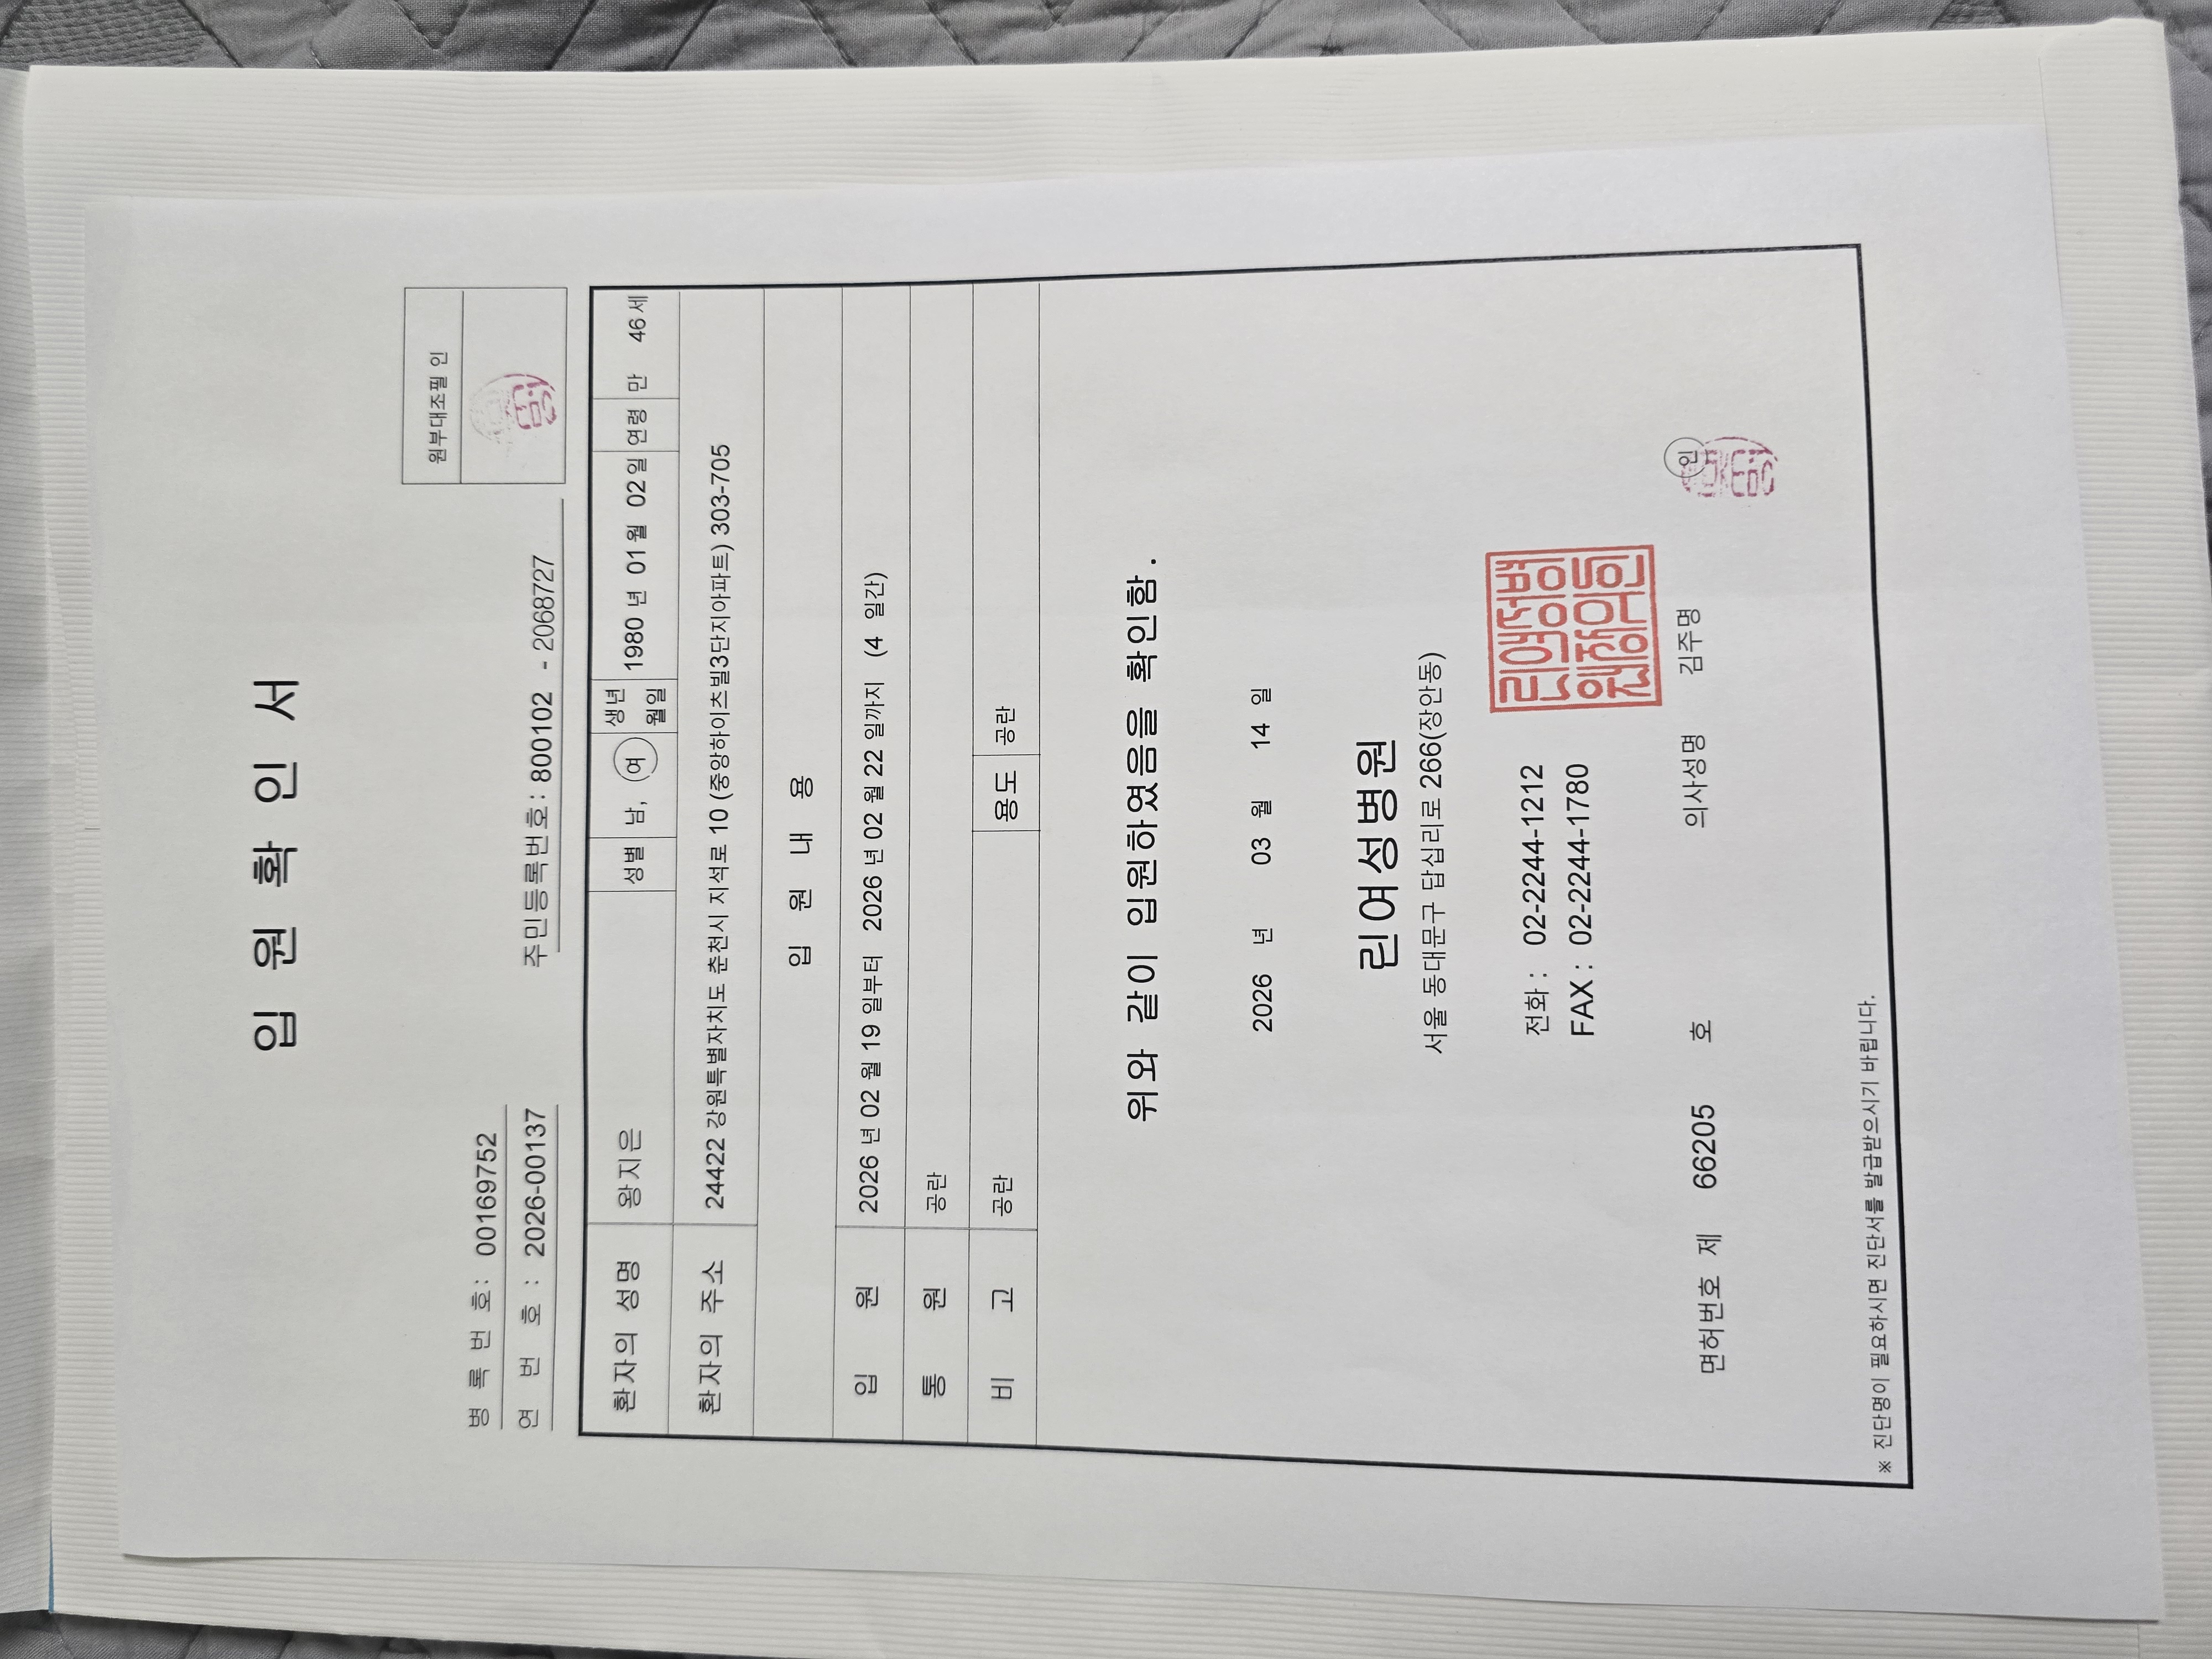 입 원 확 인 서
원부대조필 인
병 록 번 호 : 00169752
연 번 호 : 2026-00137
주민등록번호 : 800102 - 2068727
환자의 성명 왕지은 성별 남, 여 생년월일 1980 년 01 월 02 일 연령 만 46 세
환자의 주소 24422 강원특별자치도 춘천시 지석로 10 (중앙하이츠빌3단지아파트) 303-705
입 원 내 용
입 원 2026 년 02 월 19 일부터 2026 년 02 월 22 일까지 (4 일간)
통 원 공란
비 고 공란 용도 공란
위와 같이 입원하였음을 확인함.
2026 년 03 월 14 일
린여성병원
서울 동대문구 답십리로 266(장안동)
전화 : 02-2244-1212
FAX : 02-2244-1780
린여성병원장의인
면허번호 제 66205 호 의사성명 김주명 인
※ 진단명이 필요하시면 진단서를 발급받으시기 바랍니다.